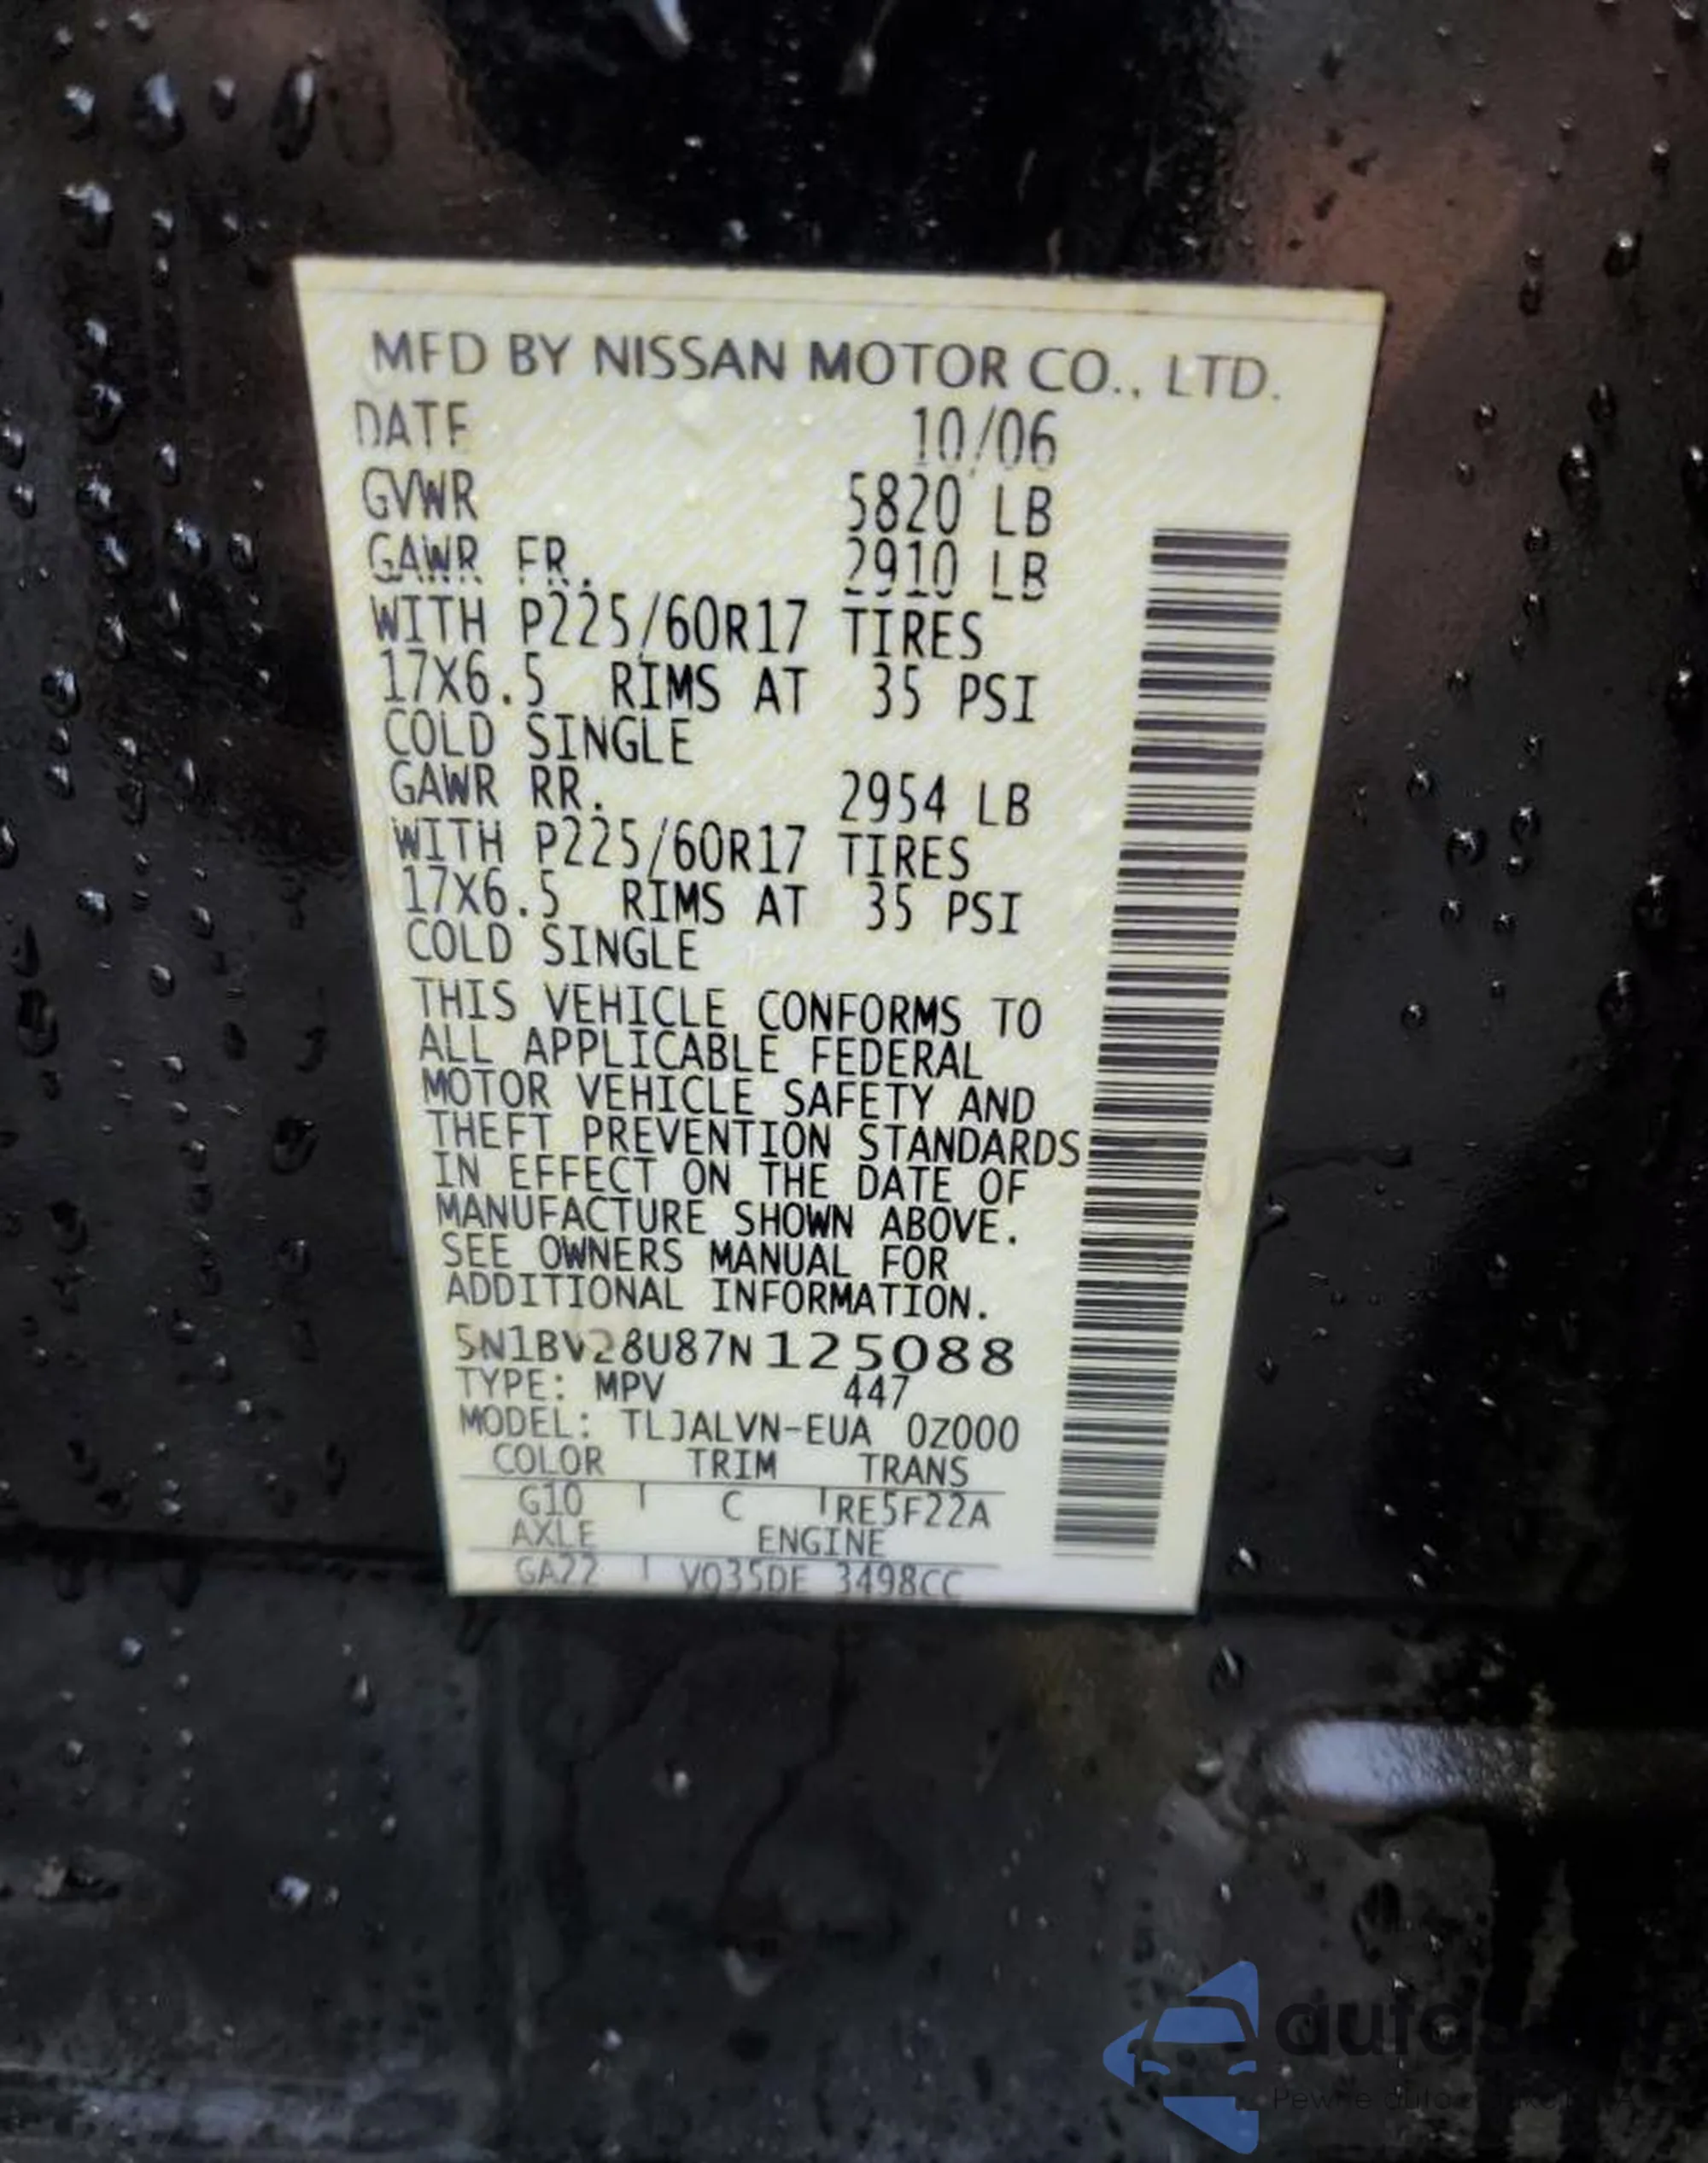 MFD BY NISSAN MOTOR CO., LTD.
DATE 10/06
GVWR 5820 LB
GAWR FR. 2910 LB
WITH P225/60R17 TIRES
17X6.5 RIMS AT 35 PSI
COLD SINGLE
GAWR RR. 2954 LB
WITH P225/60R17 TIRES
17X6.5 RIMS AT 35 PSI
COLD SINGLE
THIS VEHICLE CONFORMS TO
ALL APPLICABLE FEDERAL
MOTOR VEHICLE SAFETY AND
THEFT PREVENTION STANDARDS
IN EFFECT ON THE DATE OF
MANUFACTURE SHOWN ABOVE.
SEE OWNERS MANUAL FOR
ADDITIONAL INFORMATION.
5N1BV28U87N125088
TYPE: MPV 447
MODEL: TLJALVN-EUA 0Z000
COLOR TRIM TRANS
G10 C RE5F22A
AXLE ENGINE
GA22 VQ35DE 3498CC
auto